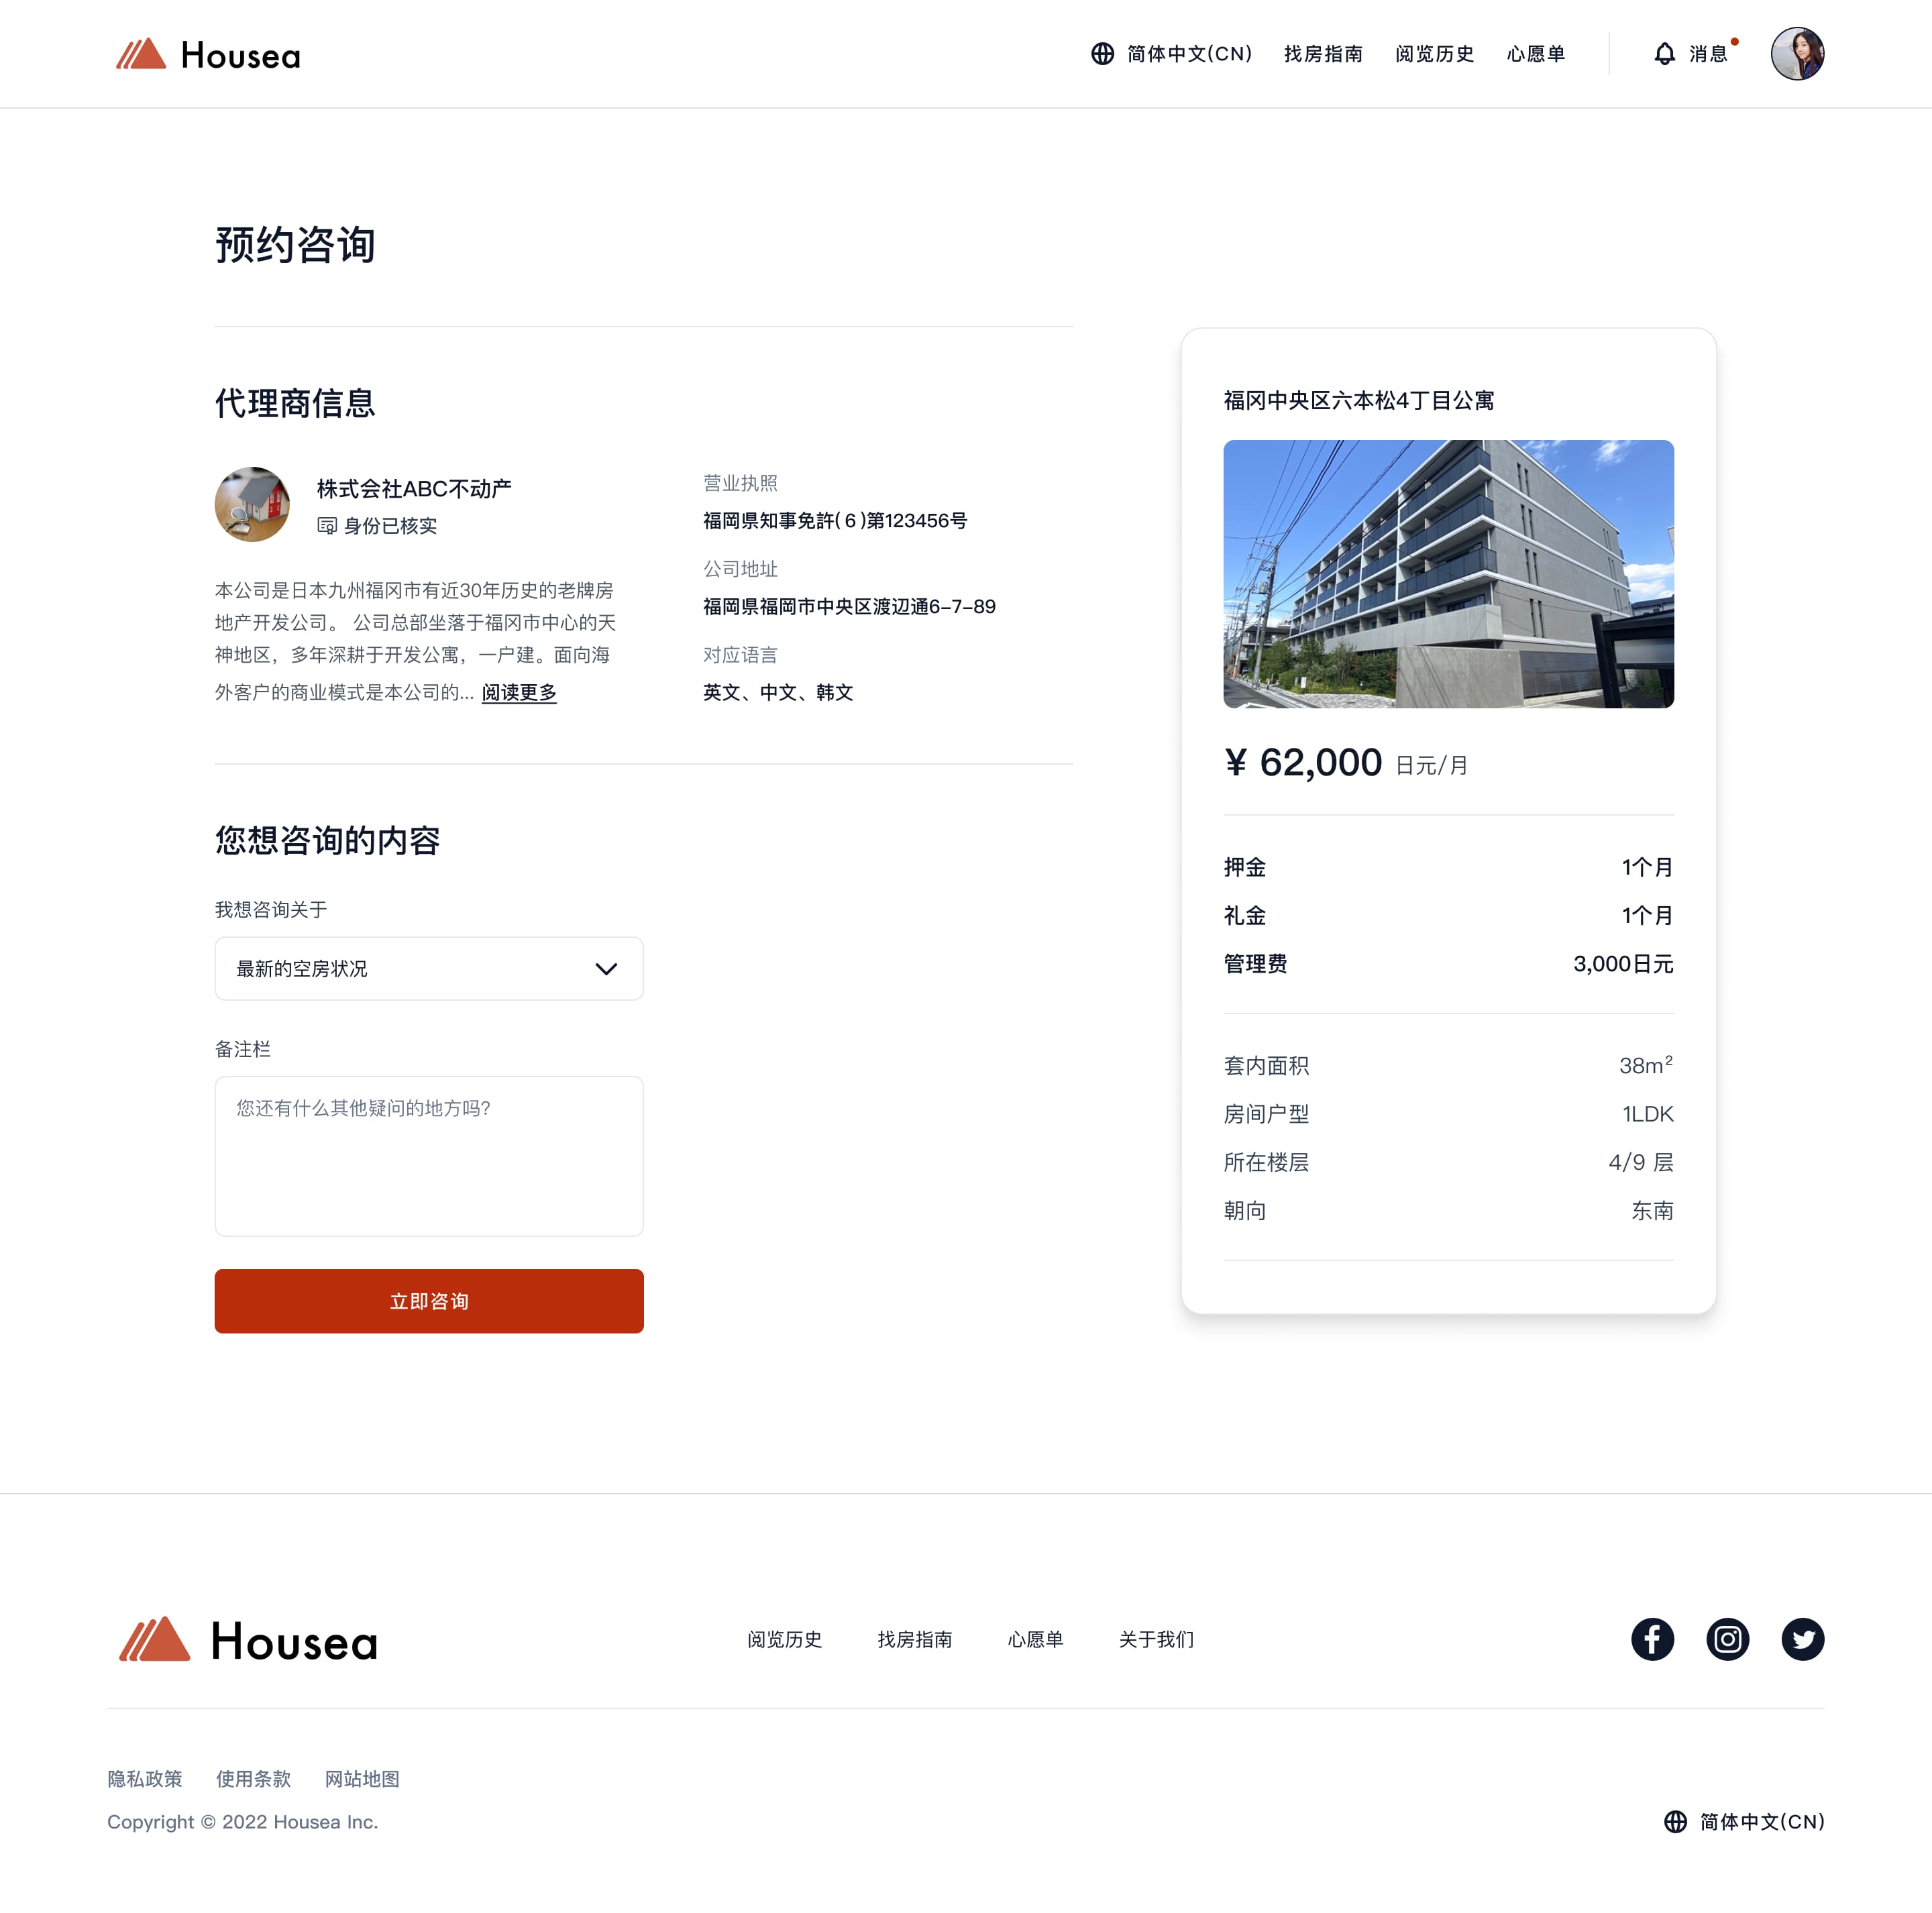 Housea
简体中文(CN)
找房指南
阅览历史
心愿单
消息
预约咨询
代理商信息
株式会社ABC不动产
身份已核实
本公司是日本九州福冈市有近30年历史的老牌房
地产开发公司。 公司总部坐落于福冈市中心的天
神地区，多年深耕于开发公寓，一户建。面向海
外客户的商业模式是本公司的... 阅读更多
营业执照
福岡県知事免許( 6 )第123456号
公司地址
福岡県福岡市中央区渡辺通6-7-89
对应语言
英文、中文、韩文
您想咨询的内容
我想咨询关于
最新的空房状况
备注栏
您还有什么其他疑问的地方吗?
立即咨询
福冈中央区六本松4丁目公寓
¥ 62,000 日元/月
押金 1个月
礼金 1个月
管理费 3,000日元
套内面积 38m²
房间户型 1LDK
所在楼层 4/9 层
朝向 东南
Housea
阅览历史
找房指南
心愿单
关于我们
隐私政策
使用条款
网站地图
Copyright © 2022 Housea Inc.
简体中文(CN)